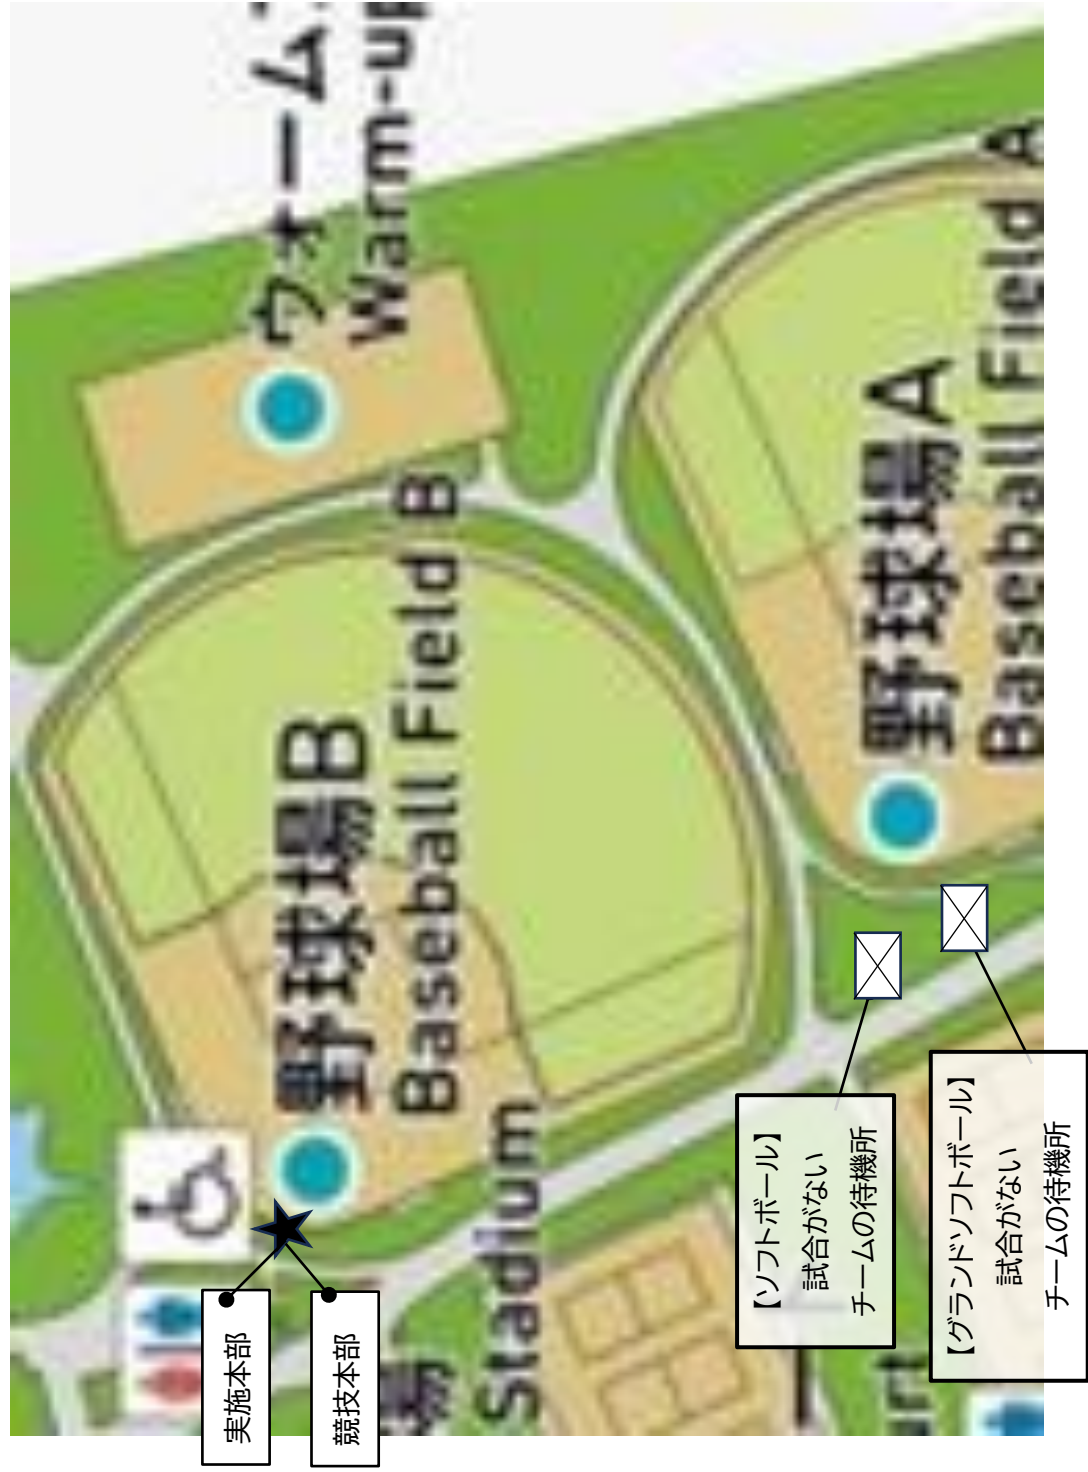 ウォーム
Warm-up
野球場A
Baseball Field A
野球場B
Baseball Field B
Stadium
場
実施本部
競技本部
【ソフトボール】
試合がない
チームの待機所
【グランドソフトボール】
試合がない
チームの待機所